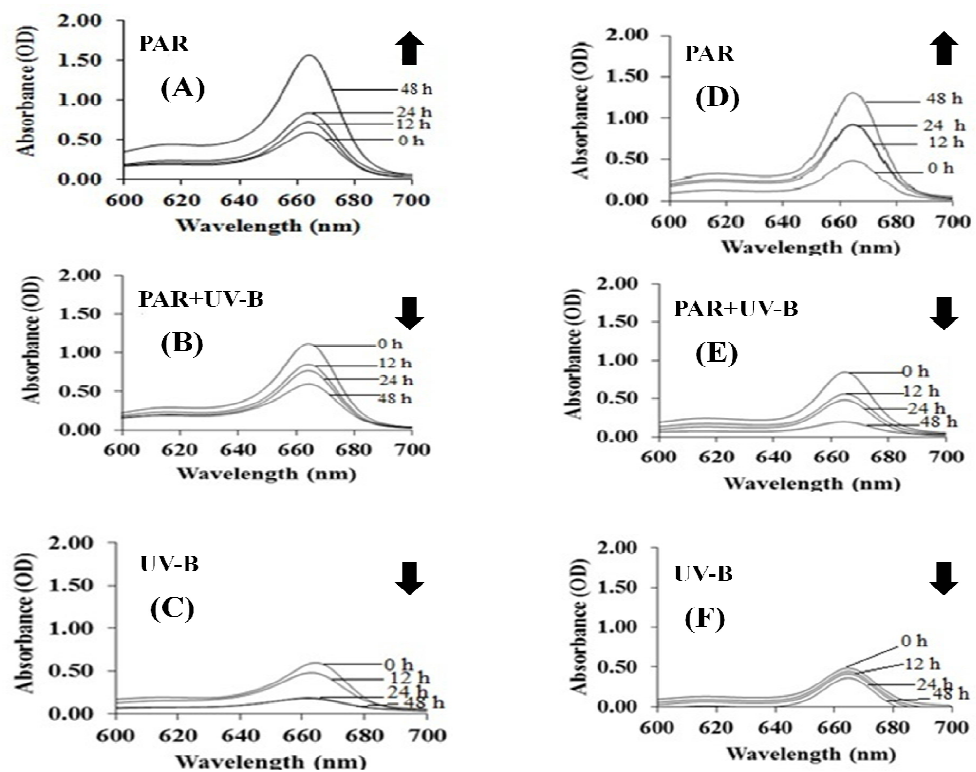 PAR
(A)
Absorbance (OD)
2.00
1.50
1.00
0.50
0.00
48 h
24 h
12 h
0 h
600 620 640 660 680 700
Wavelength (nm)
PAR
(D)
Absorbance (OD)
2.00
1.50
1.00
0.50
0.00
48 h
24 h
12 h
0 h
600 620 640 660 680 700
Wavelength (nm)
PAR+UV-B
(B)
Absorbance (OD)
2.00
1.50
1.00
0.50
0.00
0 h
12 h
24 h
48 h
600 620 640 660 680 700
Wavelength (nm)
PAR+UV-B
(E)
Absorbance (OD)
2.00
1.50
1.00
0.50
0.00
0 h
12 h
24 h
48 h
600 620 640 660 680 700
Wavelength (nm)
UV-B
(C)
Absorbance (OD)
2.00
1.50
1.00
0.50
0.00
0 h
12 h
24 h
48 h
600 620 640 660 680 700
Wavelength (nm)
UV-B
(F)
Absorbance (OD)
2.00
1.50
1.00
0.50
0.00
0 h
12 h
24 h
48 h
600 620 640 660 680 700
Wavelength (nm)